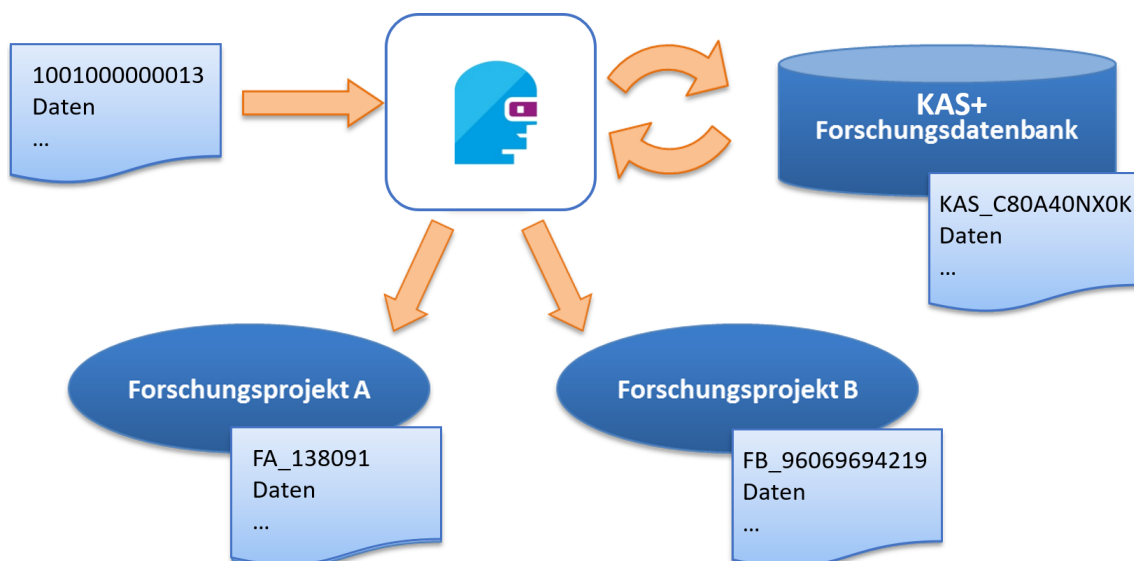 1001000000013
Daten
...
KAS+
Forschungsdatenbank
KAS_C80A40NX0K
Daten
...
Forschungsprojekt A
FA_138091
Daten
...
Forschungsprojekt B
FB_96069694219
Daten
...